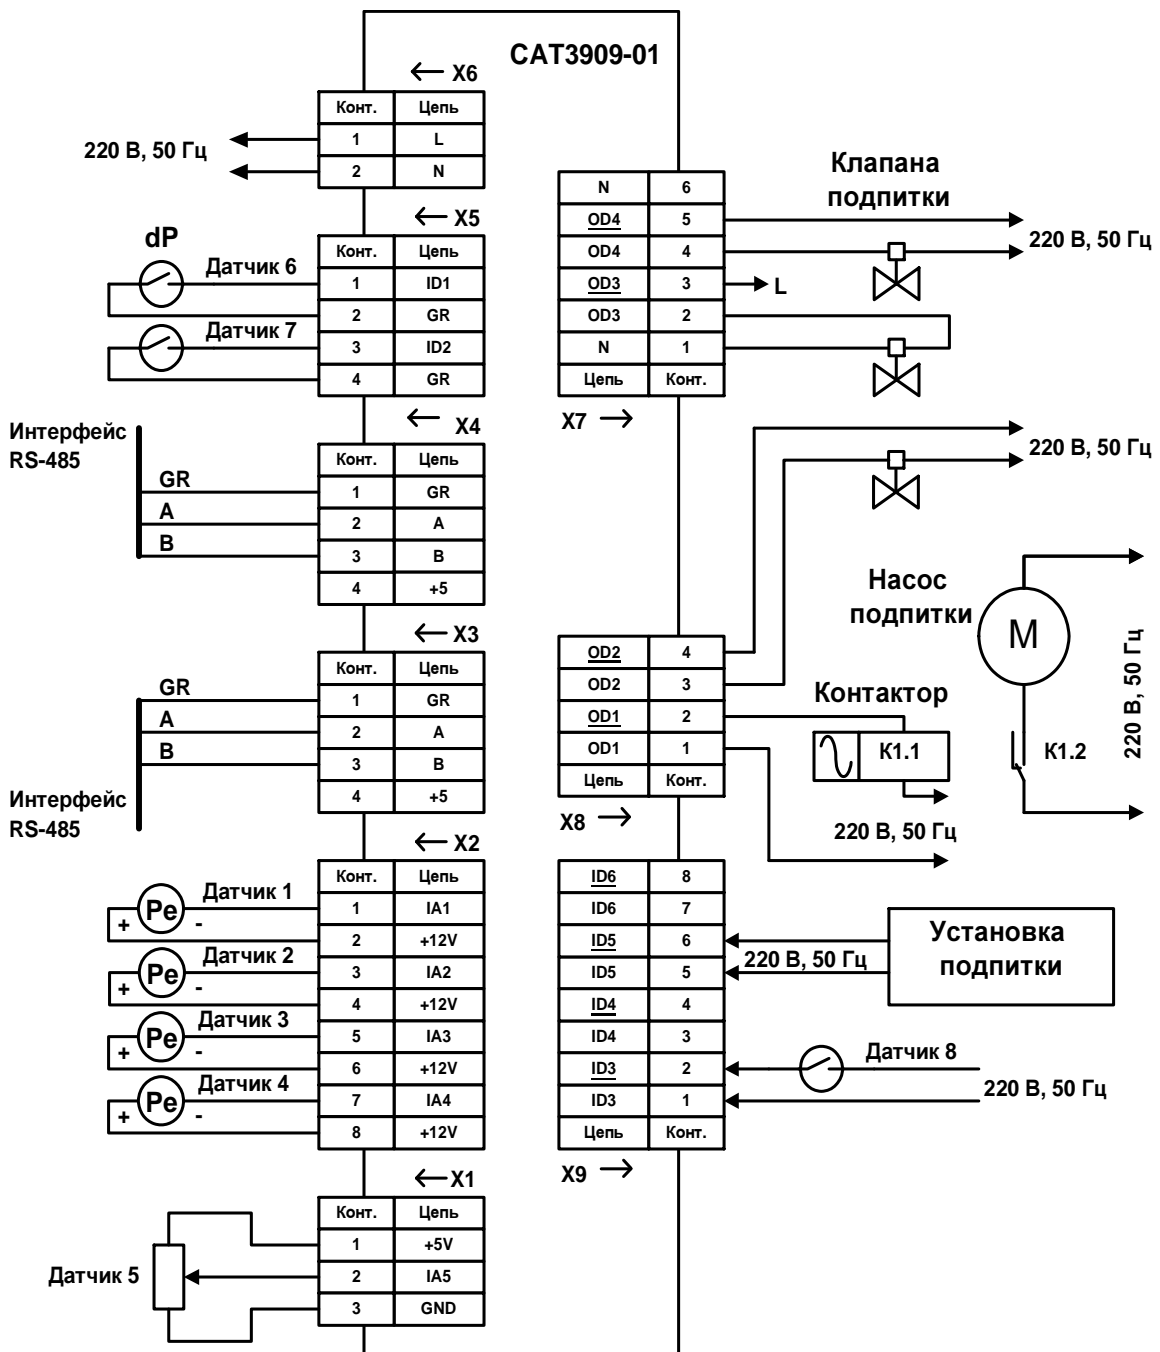 САТ3909-01
X6
Конт. Цепь
1 L
2 N
220 В, 50 Гц
X5
Конт. Цепь
1 ID1
2 GR
3 ID2
4 GR
dP
Датчик 6
Датчик 7
X4
Конт. Цепь
1 GR
2 A
3 B
4 +5
Интерфейс
RS-485
GR
A
B
X3
Конт. Цепь
1 GR
2 A
3 B
4 +5
GR
A
B
Интерфейс
RS-485
X2
Конт. Цепь
1 IA1
2 +12V
3 IA2
4 +12V
5 IA3
6 +12V
7 IA4
8 +12V
Pe Датчик 1
+ -
Pe Датчик 2
+ -
Pe Датчик 3
+ -
Pe Датчик 4
+ -
X1
Конт. Цепь
1 +5V
2 IA5
3 GND
Датчик 5
N 6
OD4 5
OD4 4
OD3 3
OD3 2
N 1
Цепь Конт.
X7
Клапана
подпитки
220 В, 50 Гц
L
220 В, 50 Гц
OD2 4
OD2 3
OD1 2
OD1 1
Цепь Конт.
X8
Контактор
К1.1
220 В, 50 Гц
Насос
подпитки
М
К1.2
220 В, 50 Гц
ID6 8
ID6 7
ID5 6
ID5 5
ID4 4
ID4 3
ID3 2
ID3 1
Цепь Конт.
X9
220 В, 50 Гц
Установка
подпитки
Датчик 8
220 В, 50 Гц